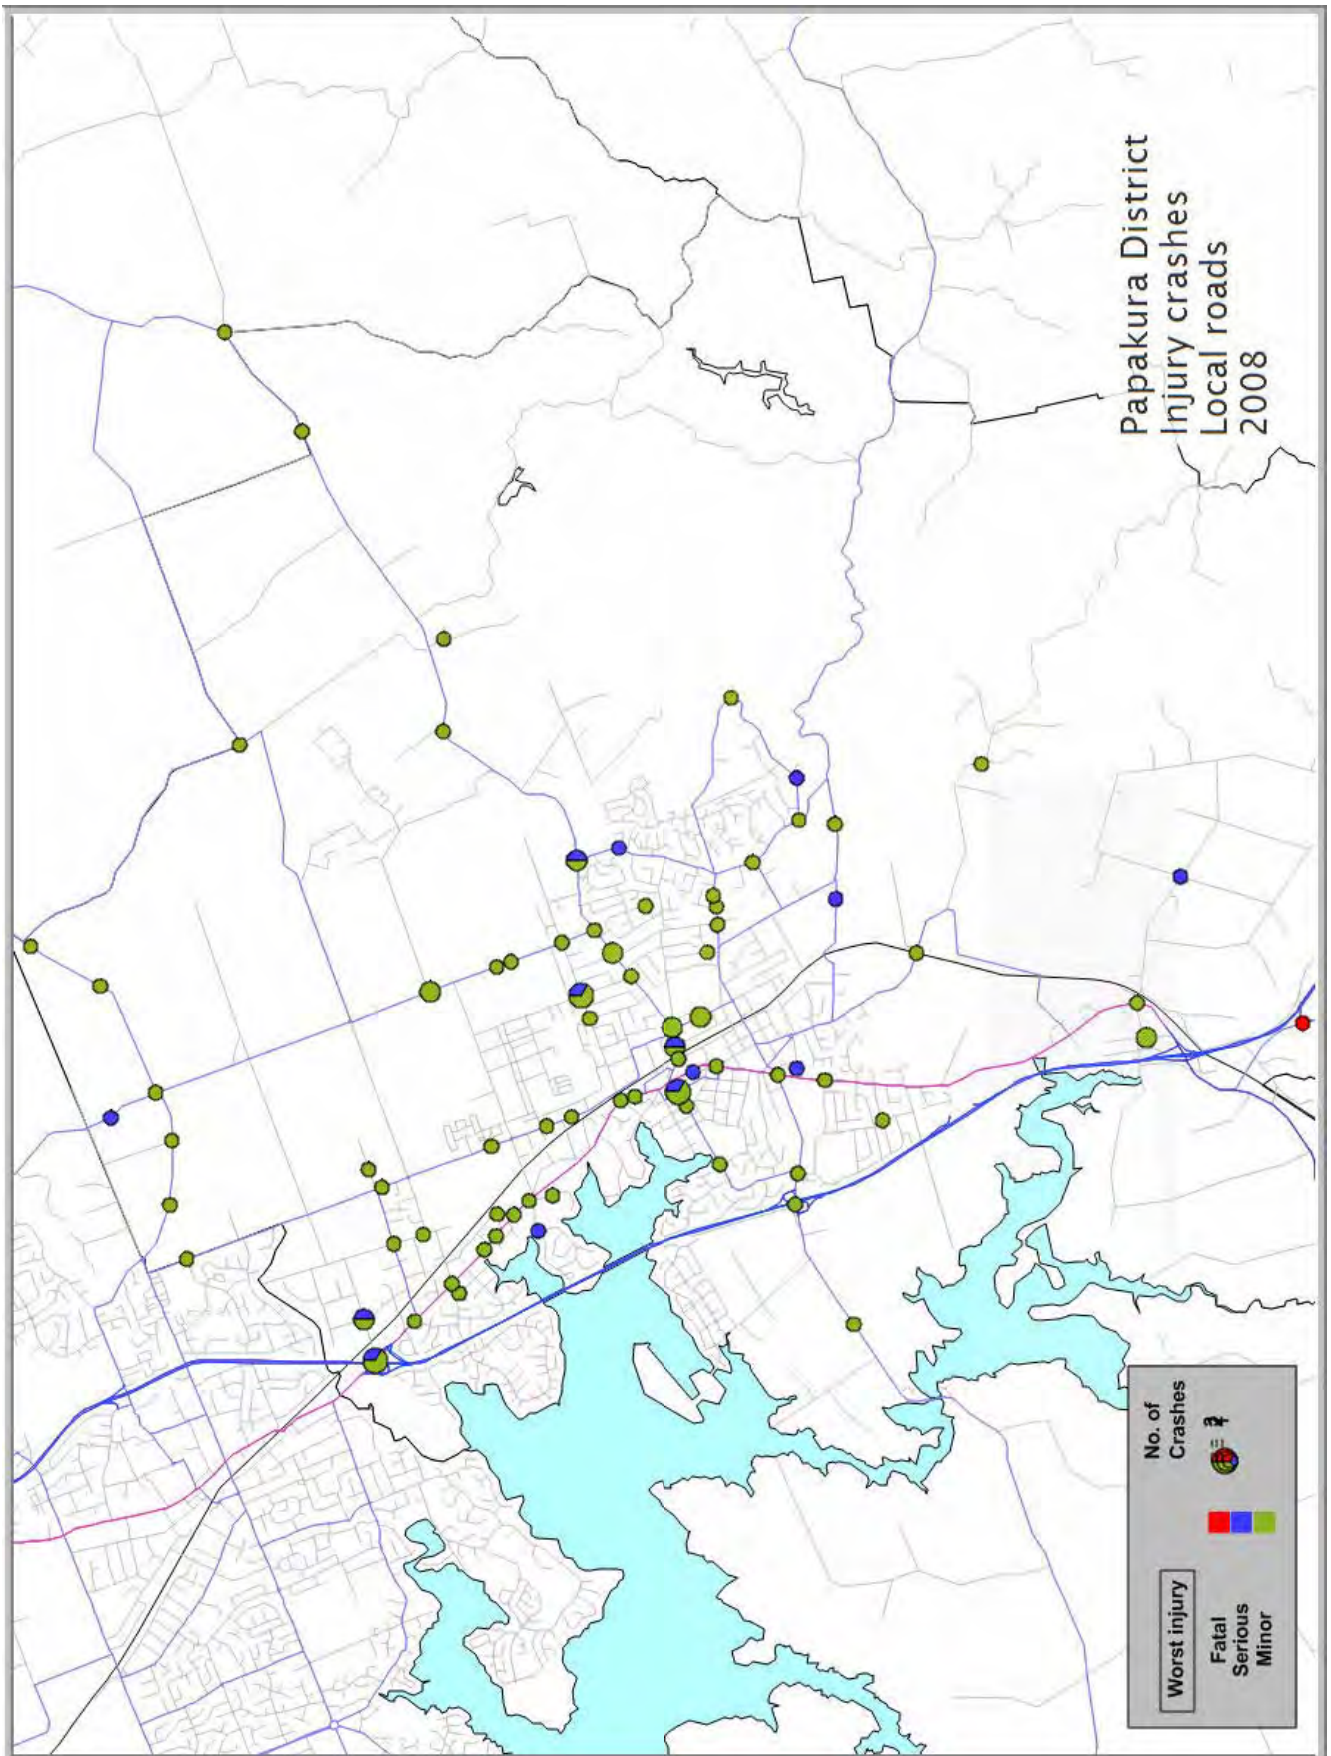 Papakura District
Injury crashes
Local roads
2008
Worst injury
Fatal
Serious
Minor
No. of
Crashes